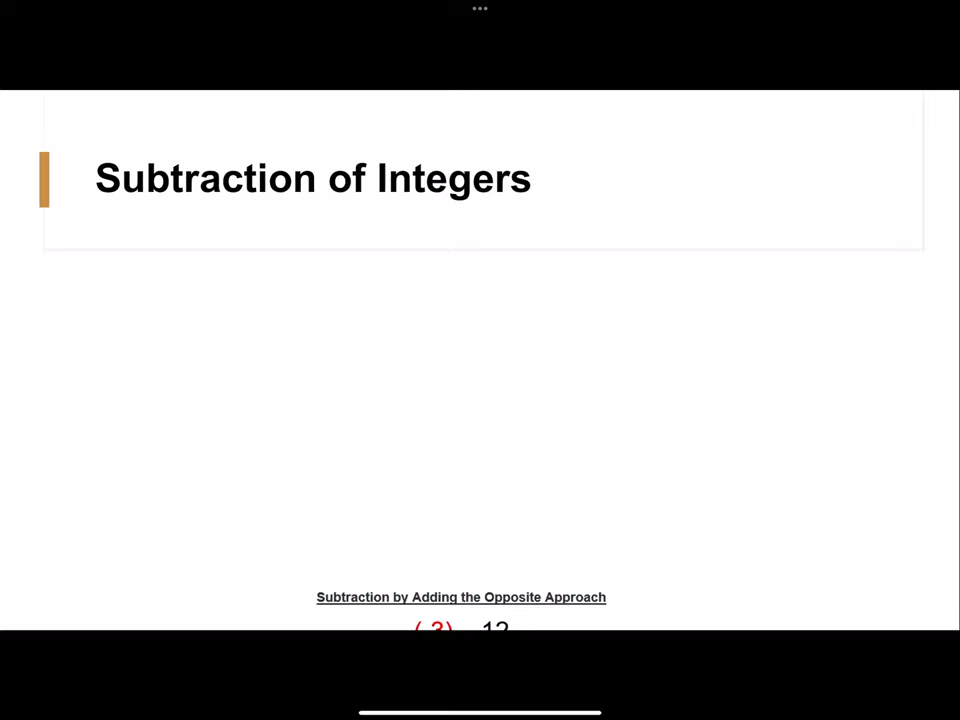 Subtraction of Integers
Subtraction by Adding the Opposite Approach